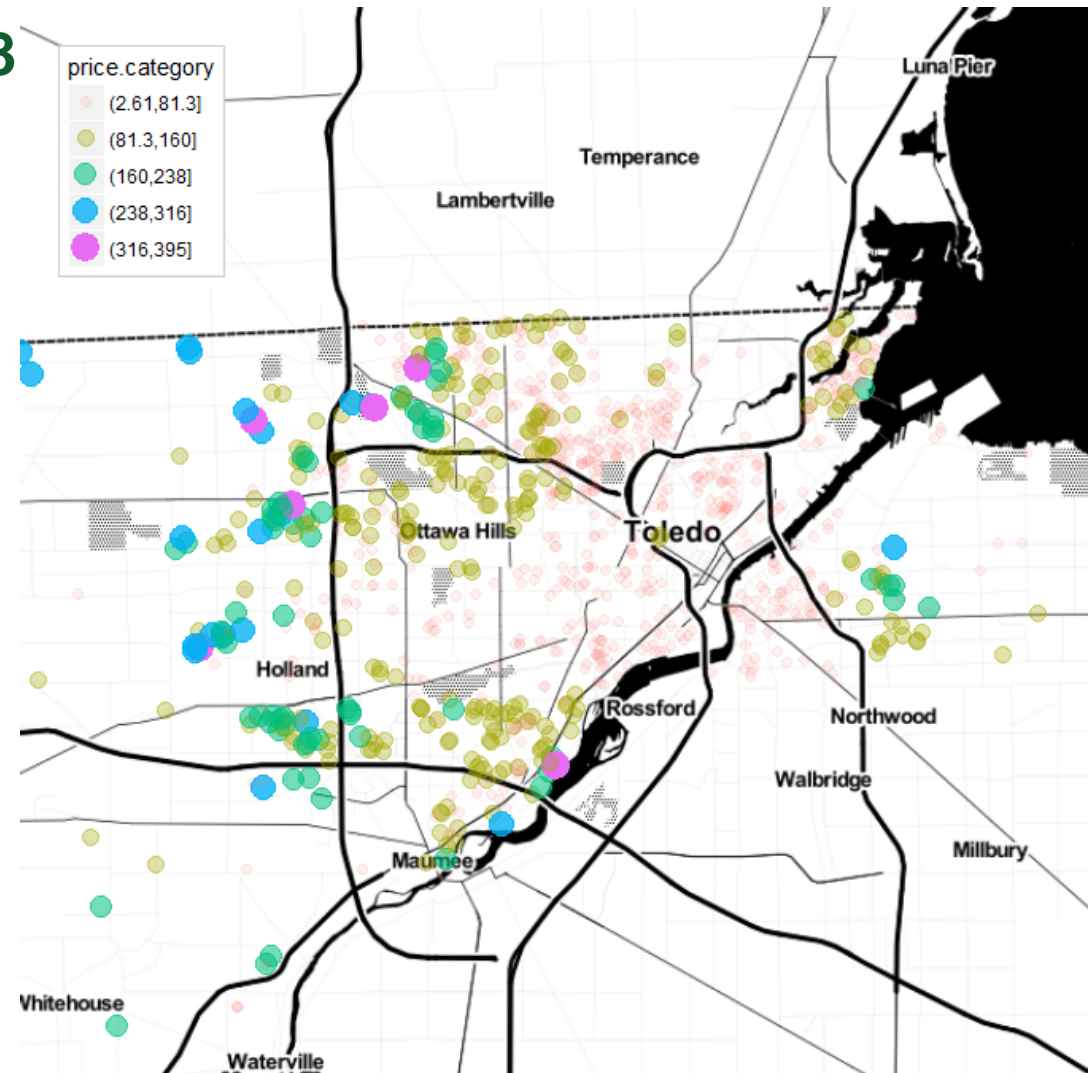 3
price.category
(2.61,81.3]
(81.3,160]
(160,238]
(238,316]
(316,395]
Luna Pier
Temperance
Lambertville
Ottawa Hills
Toledo
Holland
Rossford
Northwood
Walbridge
Maumee
Millbury
Whitehouse
Waterville